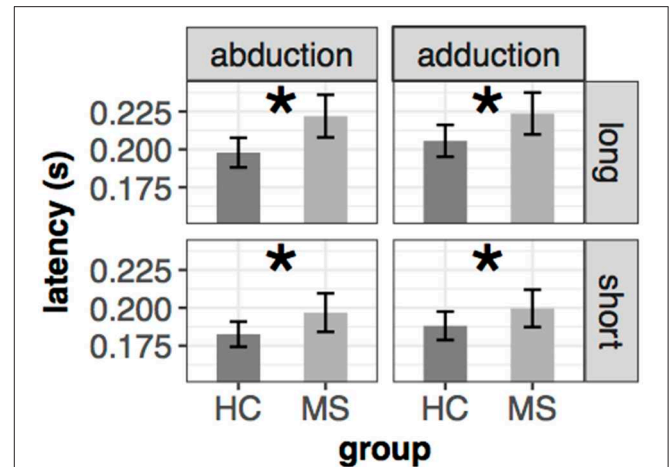 abduction adduction
* *
0.225
0.200
0.175
long
* *
0.225
0.200
0.175
short
latency (s)
HC MS HC MS
group